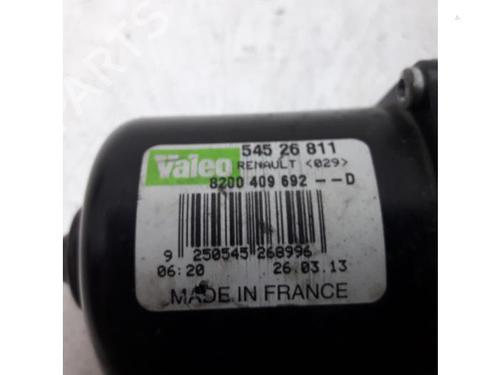 Valeo 545 26 811
RENAULT <029>
8200 409 692 --D
9 250545 268996
06:20 26.03.13
MADE IN FRANCE
PARTS